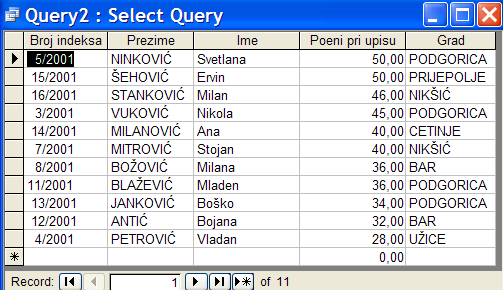 Query2 : Select Query
Broj indeksa Prezime Ime Poeni pri upisu Grad
5/2001 NINKOVIĆ Svetlana 50,00 PODGORICA
15/2001 ŠEHOVIĆ Ervin 50,00 PRIJEPOLJE
16/2001 STANKOVIĆ Milan 46,00 NIKŠIĆ
3/2001 VUKOVIĆ Nikola 45,00 PODGORICA
14/2001 MILANOVIĆ Ana 40,00 CETINJE
7/2001 MITROVIĆ Stojan 40,00 NIKŠIĆ
8/2001 BOŽOVIĆ Milana 36,00 BAR
11/2001 BLAŽEVIĆ Mladen 36,00 PODGORICA
13/2001 JANKOVIĆ Boško 34,00 PODGORICA
12/2001 ANTIĆ Bojana 32,00 BAR
4/2001 PETROVIĆ Vladan 28,00 UŽICE
0,00
Record: 1 of 11